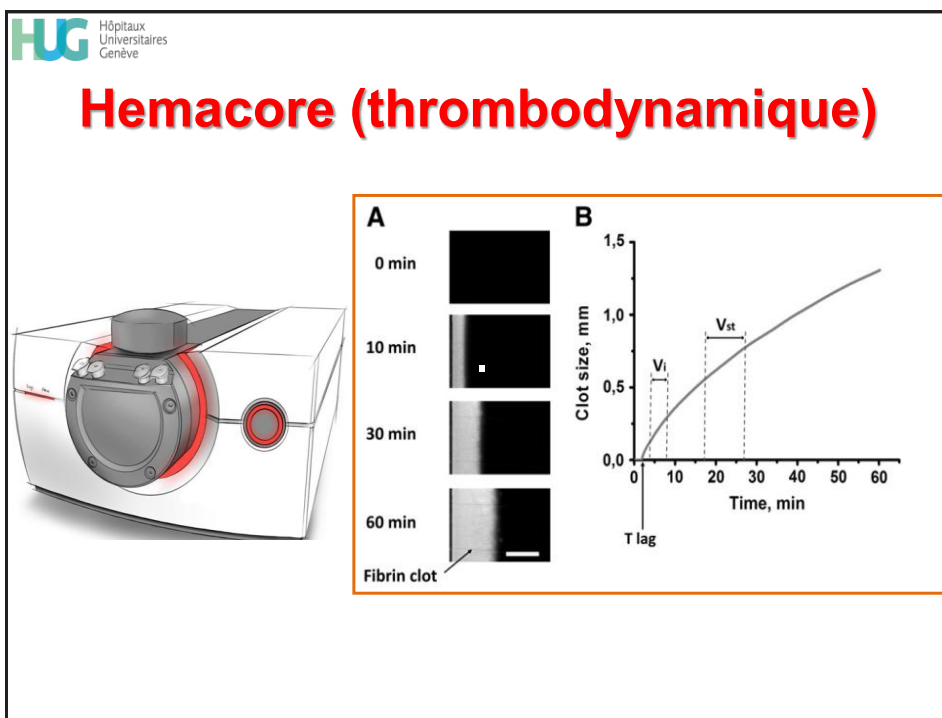 HUG
Hôpitaux
Universitaires
Genève
Hemacore (thrombodynamique)
A
0 min
10 min
30 min
60 min
Fibrin clot
B
Clot size, mm
1,5
1,0
0,5
0,0
Vi
Vst
0 10 20 30 40 50 60
Time, min
T lag